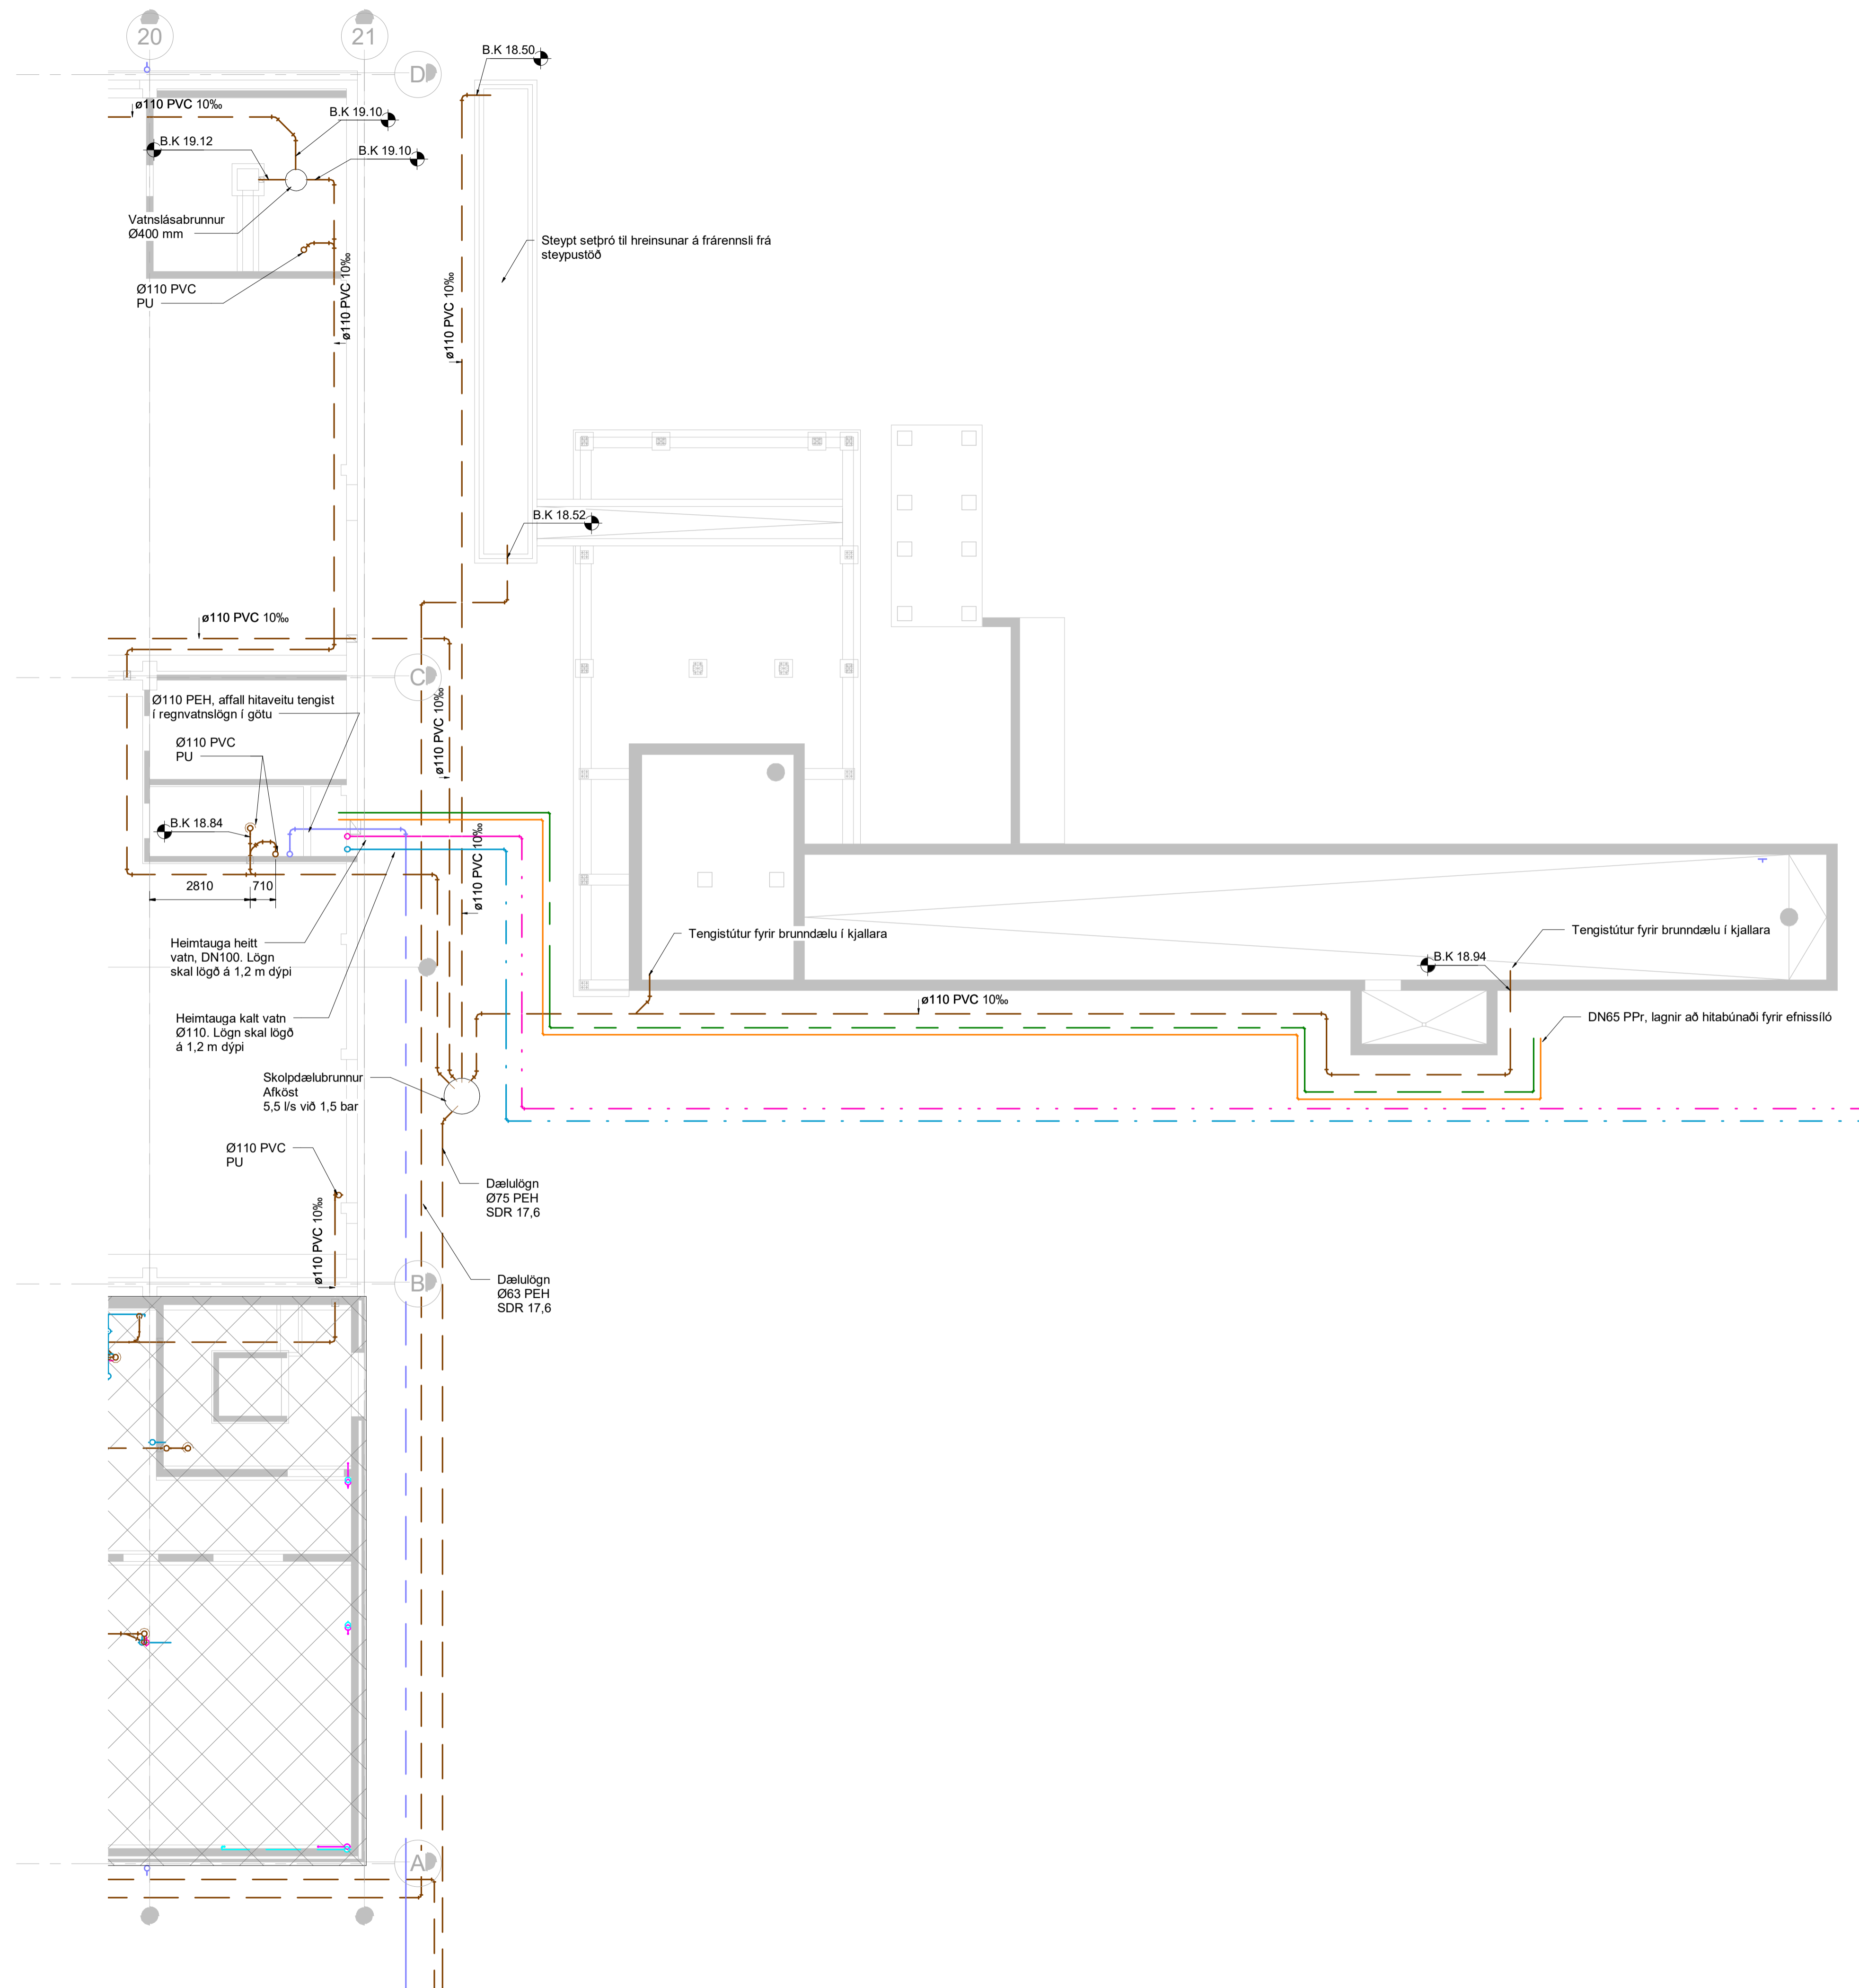 20
21
D
B.K 18.50
ø110 PVC 10‰
B.K 19.10
B.K 19.12
B.K 19.10
Vatnslásabrunnur
Ø400 mm
Steypt setþró til hreinsunar á frárennsli frá
steypustöð
Ø110 PVC
PU
ø110 PVC 10‰
ø110 PVC 10‰
B.K 18.52
ø110 PVC 10‰
C
Ø110 PEH, affall hitaveitu tengist
í regnvatnslögn í götu
ø110 PVC 10‰
Ø110 PVC
PU
B.K 18.84
ø110 PVC 10‰
2810
710
Heimtauga heitt
vatn, DN100. Lögn
skal lögð á 1,2 m dýpi
Tengistútur fyrir brunndælu í kjallara
Tengistútur fyrir brunndælu í kjallara
B.K 18.94
ø110 PVC 10‰
Heimtauga kalt vatn
Ø110. Lögn skal lögð
á 1,2 m dýpi
DN65 PPr, lagnir að hitabúnaði fyrir efnissíló
Skolpdælubrunnur
Afköst
5,5 l/s við 1,5 bar
Ø110 PVC
PU
Dælulögn
Ø75 PEH
SDR 17,6
ø110 PVC 10‰
B
Dælulögn
Ø63 PEH
SDR 17,6
A